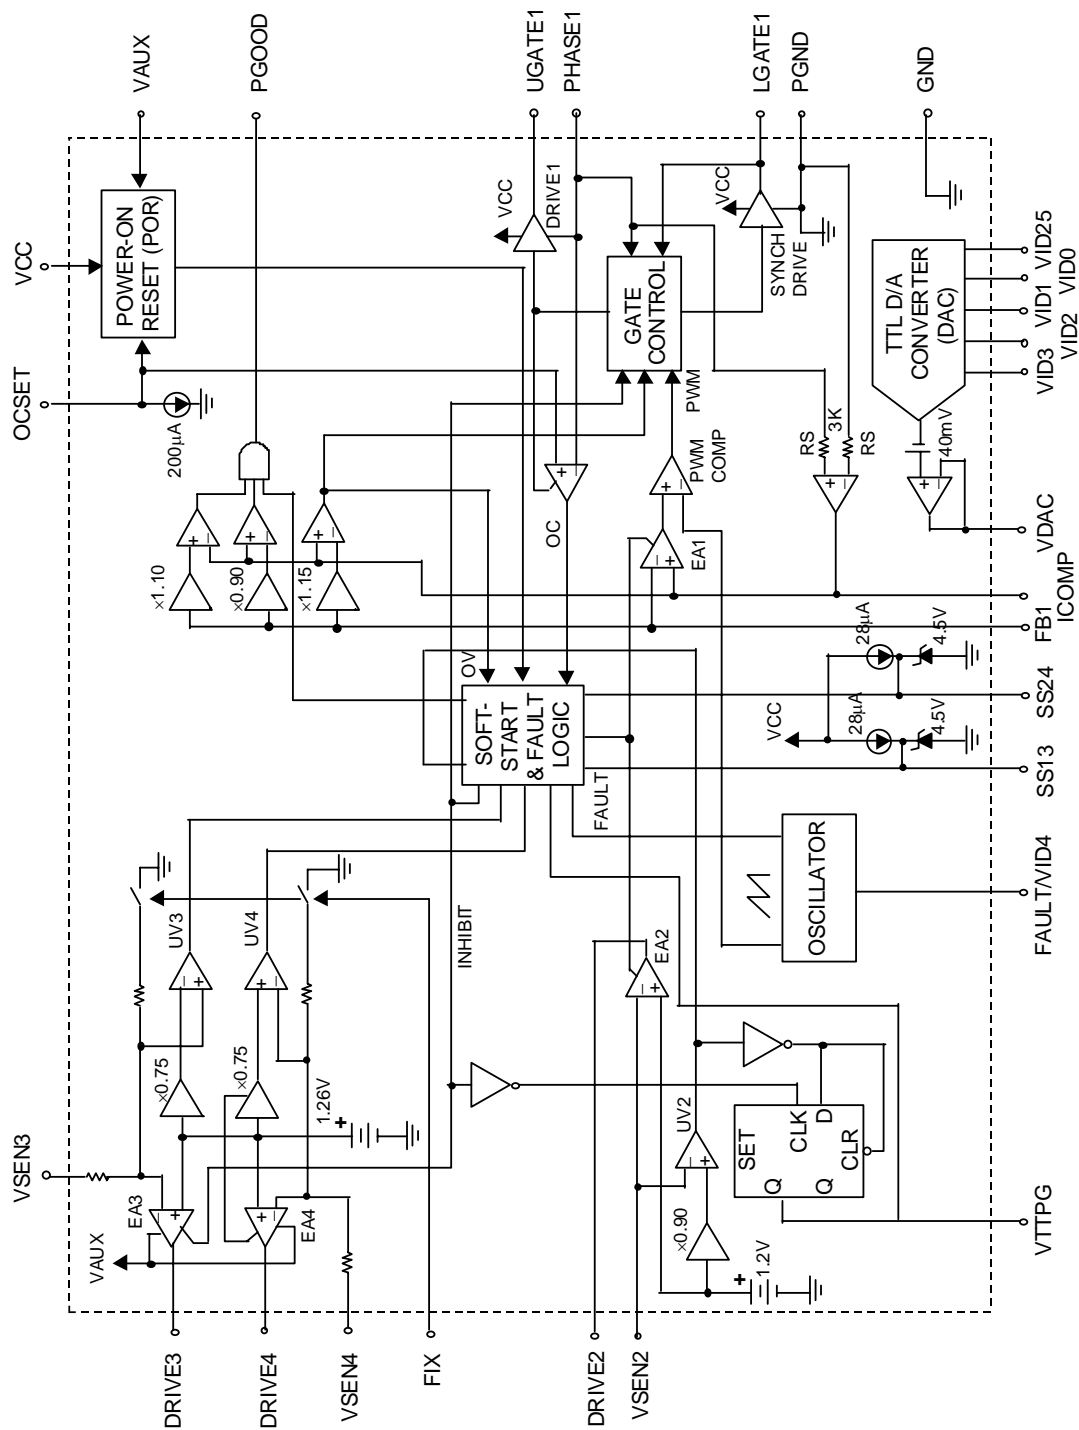 VSEN3
OCSET
VCC
VAUX
PGOOD
UGATE1
PHASE1
LGATE1
PGND
GND
DRIVE3
DRIVE4
VSEN4
FIX
DRIVE2
VSEN2
VTTPG
FAULT/VID4
SS13
SS24
FB1
ICOMP
VDAC
VID3
VID2
VID1
VID0
VID25
POWER-ON
RESET (POR)
200µA
×1.10
×0.90
×1.15
+
−
+
−
+
−
VCC
DRIVE1
GATE
CONTROL
VCC
SYNCH
DRIVE
PWM
PWM
COMP
+
−
OC
+
−
EA1
−
+
+
RS
3K
RS
+
−
TTL D/A
CONVERTER
(DAC)
40mV
+
−
OV
SOFT-
START
& FAULT
LOGIC
FAULT
INHIBIT
VCC
28µA
4.5V
28µA
4.5V
OSCILLATOR
UV3
−
+
UV4
+
−
×0.75
×0.75
1.26V
+
EA3
−
+
EA4
+
−
VAUX
EA2
−
+
UV2
−
+
×0.90
1.2V
+
SET
CLK
D
CLR
Q
Q